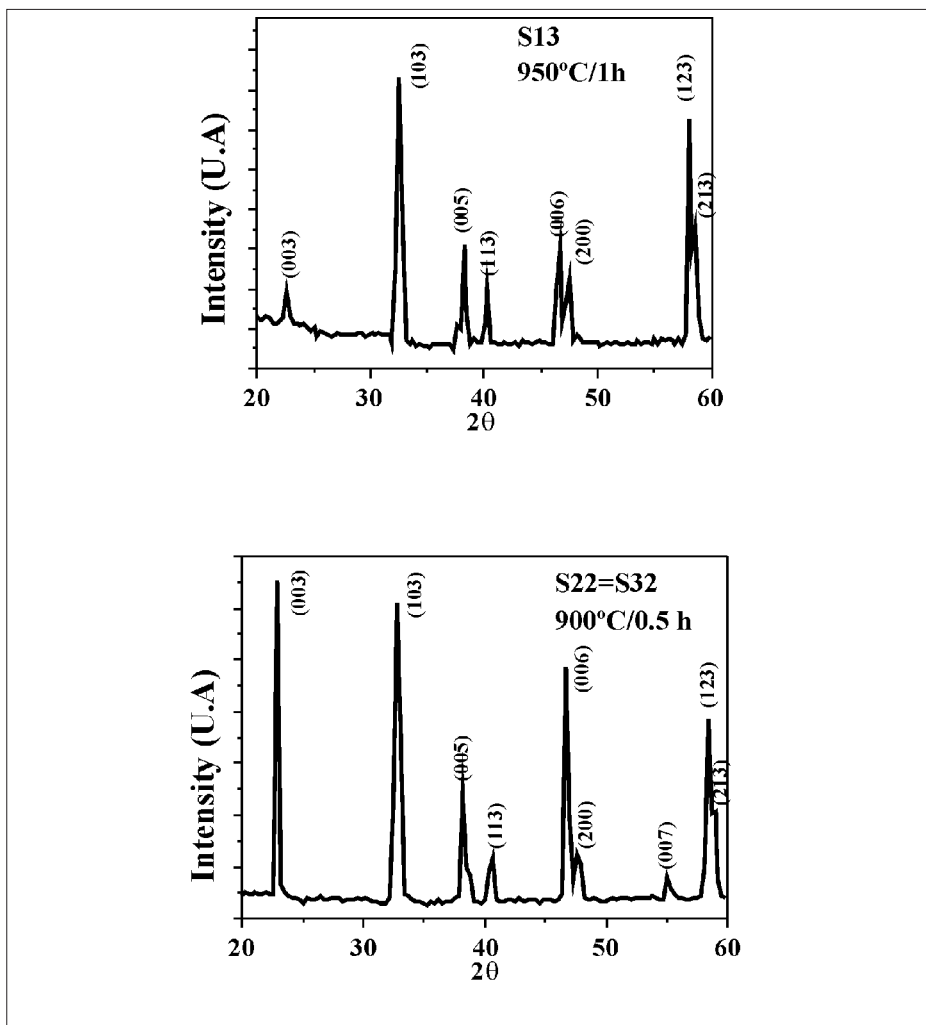 S13
950ºC/1h
Intensity (U.A)
(003)
(103)
(005)
(113)
(006)
(200)
(123)
(213)
20 30 40 50 60
2θ
S22=S32
900ºC/0.5 h
Intensity (U.A)
(003)
(103)
(005)
(113)
(006)
(200)
(007)
(123)
(213)
20 30 40 50 60
2θ